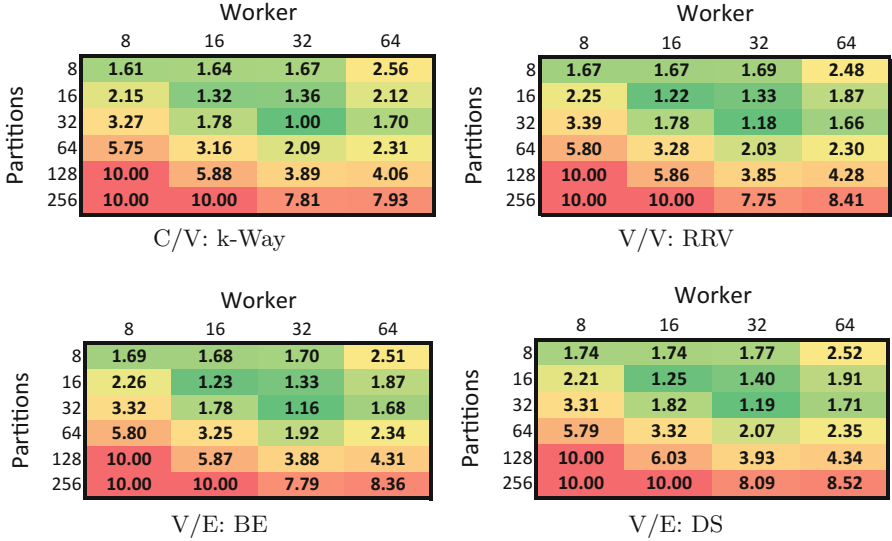 Worker
8 16 32 64
Partitions
8 1.61 1.64 1.67 2.56
16 2.15 1.32 1.36 2.12
32 3.27 1.78 1.00 1.70
64 5.75 3.16 2.09 2.31
128 10.00 5.88 3.89 4.06
256 10.00 10.00 7.81 7.93
C/V: k-Way
Worker
8 16 32 64
Partitions
8 1.67 1.67 1.69 2.48
16 2.25 1.22 1.33 1.87
32 3.39 1.78 1.18 1.66
64 5.80 3.28 2.03 2.30
128 10.00 5.86 3.85 4.28
256 10.00 10.00 7.75 8.41
V/V: RRV
Worker
8 16 32 64
Partitions
8 1.69 1.68 1.70 2.51
16 2.26 1.23 1.33 1.87
32 3.32 1.78 1.16 1.68
64 5.80 3.25 1.92 2.34
128 10.00 5.87 3.88 4.31
256 10.00 10.00 7.79 8.36
V/E: BE
Worker
8 16 32 64
Partitions
8 1.74 1.74 1.77 2.52
16 2.21 1.25 1.40 1.91
32 3.31 1.82 1.19 1.71
64 5.79 3.32 2.07 2.35
128 10.00 6.03 3.93 4.34
256 10.00 10.00 8.09 8.52
V/E: DS